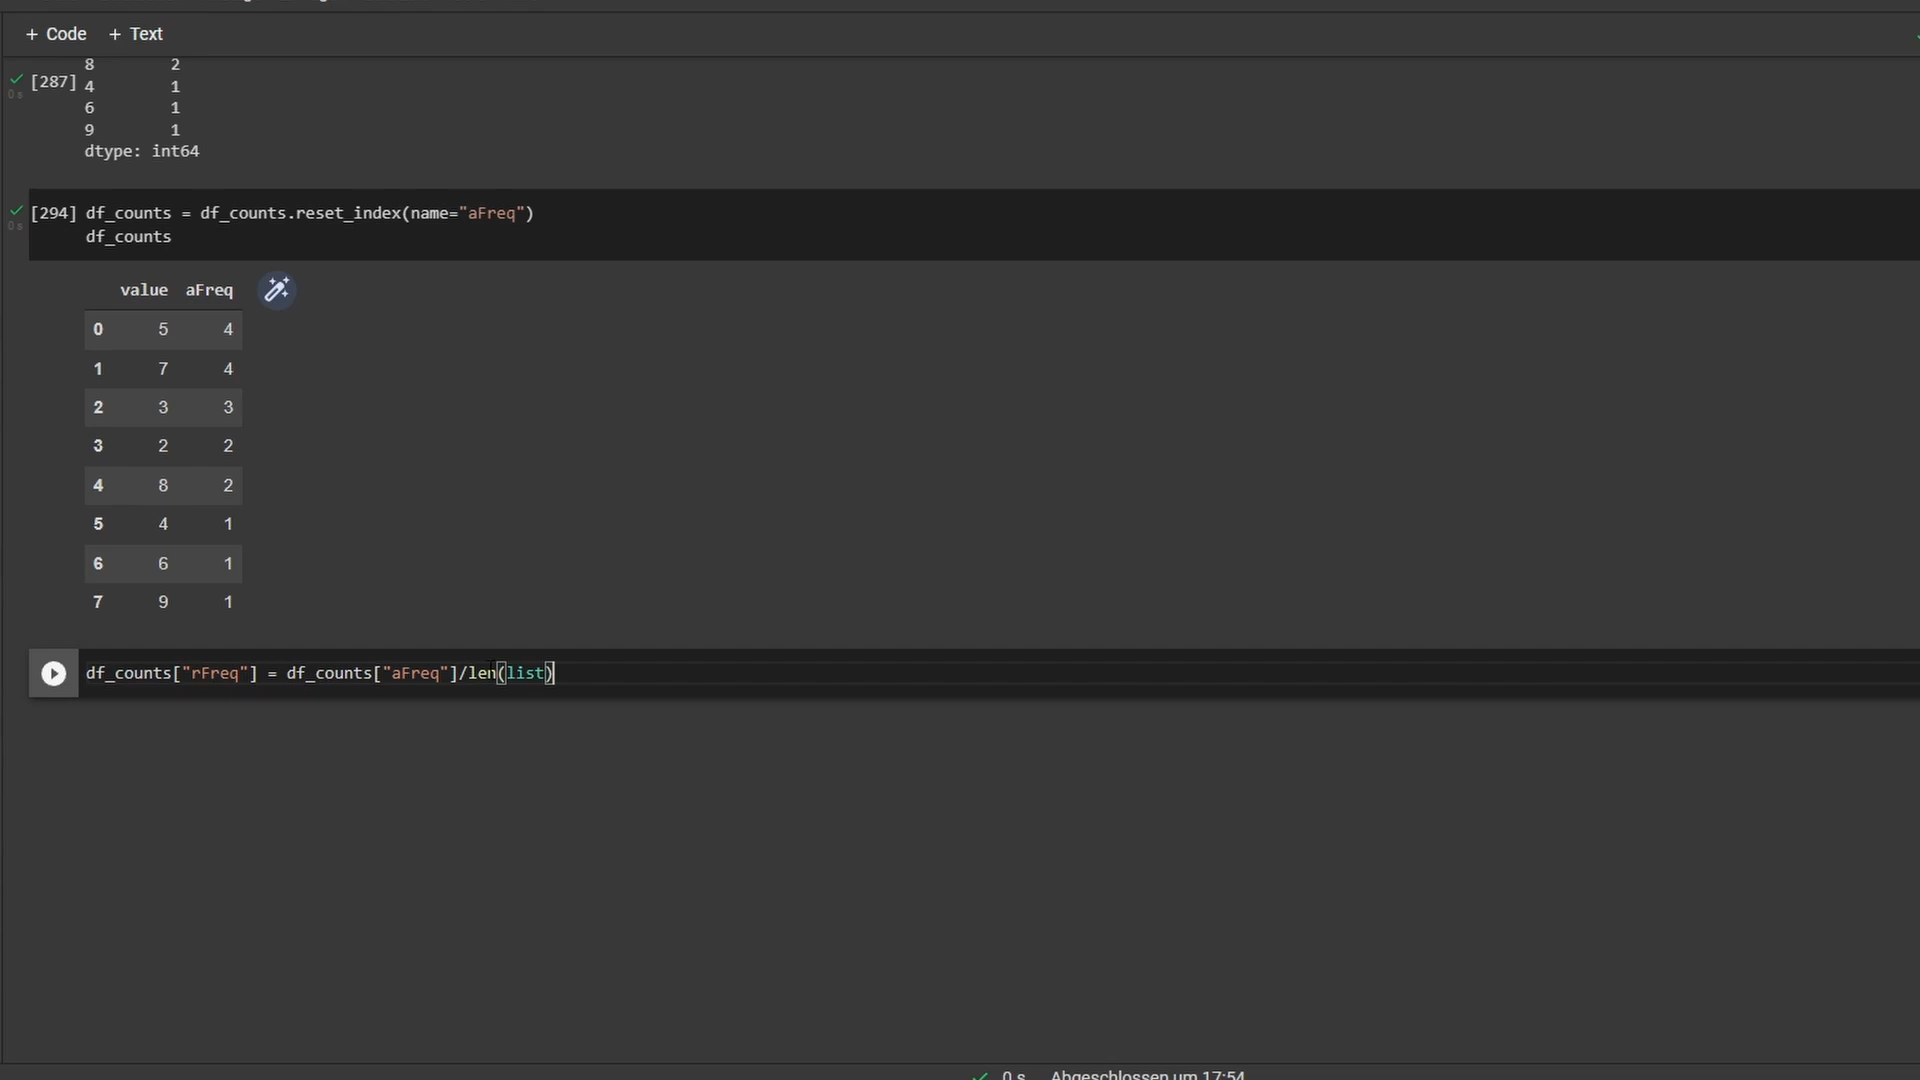 + Code + Text
8 2
[287] 4 1
0 s
6 1
9 1
dtype: int64
[294] df_counts = df_counts.reset_index(name="aFreq")
0 s
df_counts
value aFreq
0 5 4
1 7 4
2 3 3
3 2 2
4 8 2
5 4 1
6 6 1
7 9 1
df_counts["rFreq"] = df_counts["aFreq"]/len(list)
0 s Abgeschlossen um 17:54